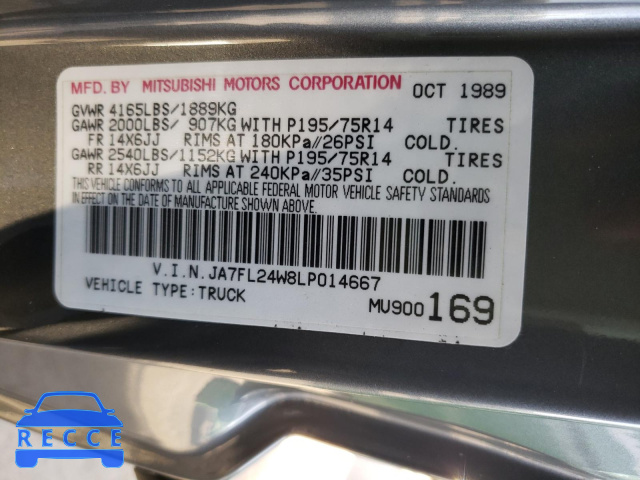 MFD. BY MITSUBISHI MOTORS CORPORATION OCT 1989
GVWR 4165LBS/1889KG
GAWR 2000LBS/ 907KG WITH P195/75R14 TIRES
FR 14X6JJ RIMS AT 180KPa/26PSI COLD.
GAWR 2540LBS/1152KG WITH P195/75R14 TIRES
RR 14X6JJ RIMS AT 240KPa/35PSI COLD.
THIS VEHICLE CONFORMS TO ALL APPLICABLE FEDERAL MOTOR VEHICLE SAFETY STANDARDS
IN EFFECT ON THE DATE OF MANUFACTURE SHOWN ABOVE.
V.I.N.JA7FL24W8LP014667
VEHICLE TYPE:TRUCK MU900169
RECCE